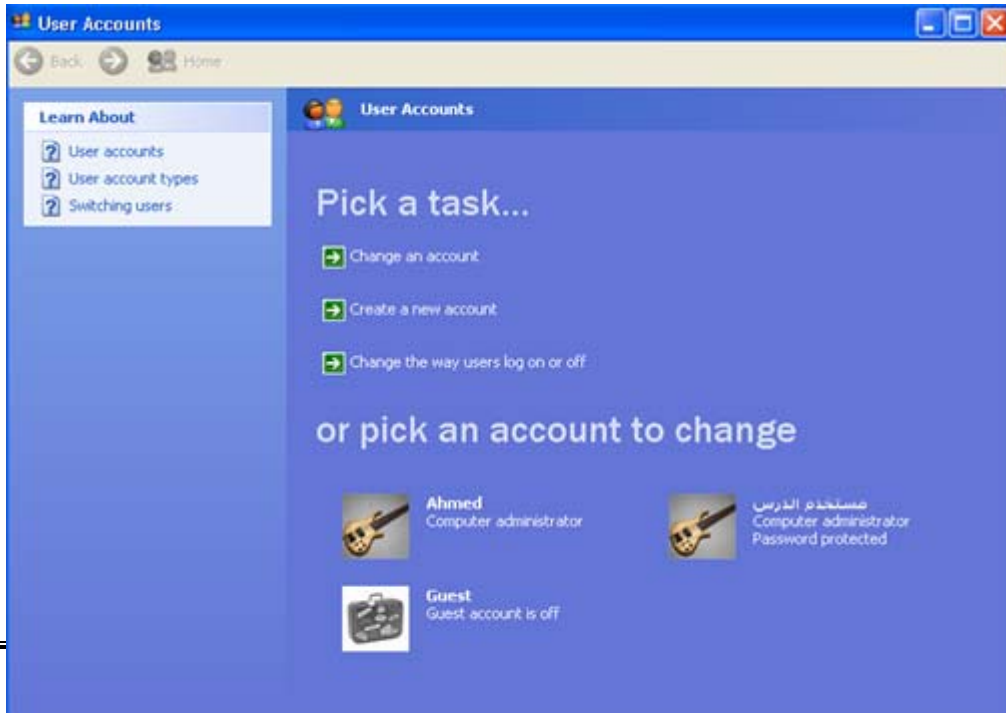 User Accounts
Back Home
Learn About
User accounts
User account types
Switching users
User Accounts
Pick a task...
Change an account
Create a new account
Change the way users log on or off
or pick an account to change
Ahmed
Computer administrator
مستخدم الدرس
Computer administrator
Password protected
Guest
Guest account is off